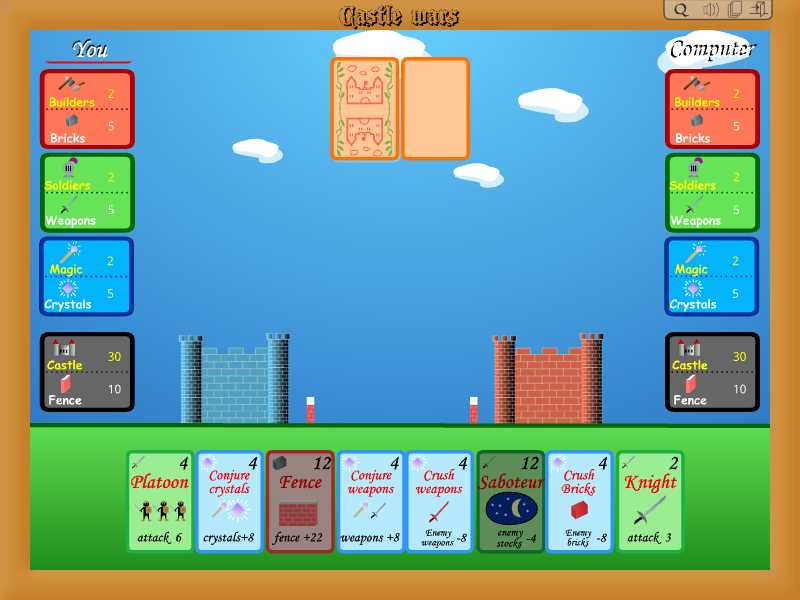 Castle wars
You
Computer
Builders 2
Bricks 5
Soldiers 2
Weapons 5
Magic 2
Crystals 5
Castle 30
Fence 10
Builders 2
Bricks 5
Soldiers 2
Weapons 5
Magic 2
Crystals 5
Castle 30
Fence 10
4
Platoon
attack 6
4
Conjure
crystals
crystals+8
12
Fence
fence +22
4
Conjure
weapons
weapons +8
4
Crush
weapons
Enemy
weapons -8
12
Saboteur
enemy
stocks -4
4
Crush
Bricks
Enemy
bricks -8
2
Knight
attack 3